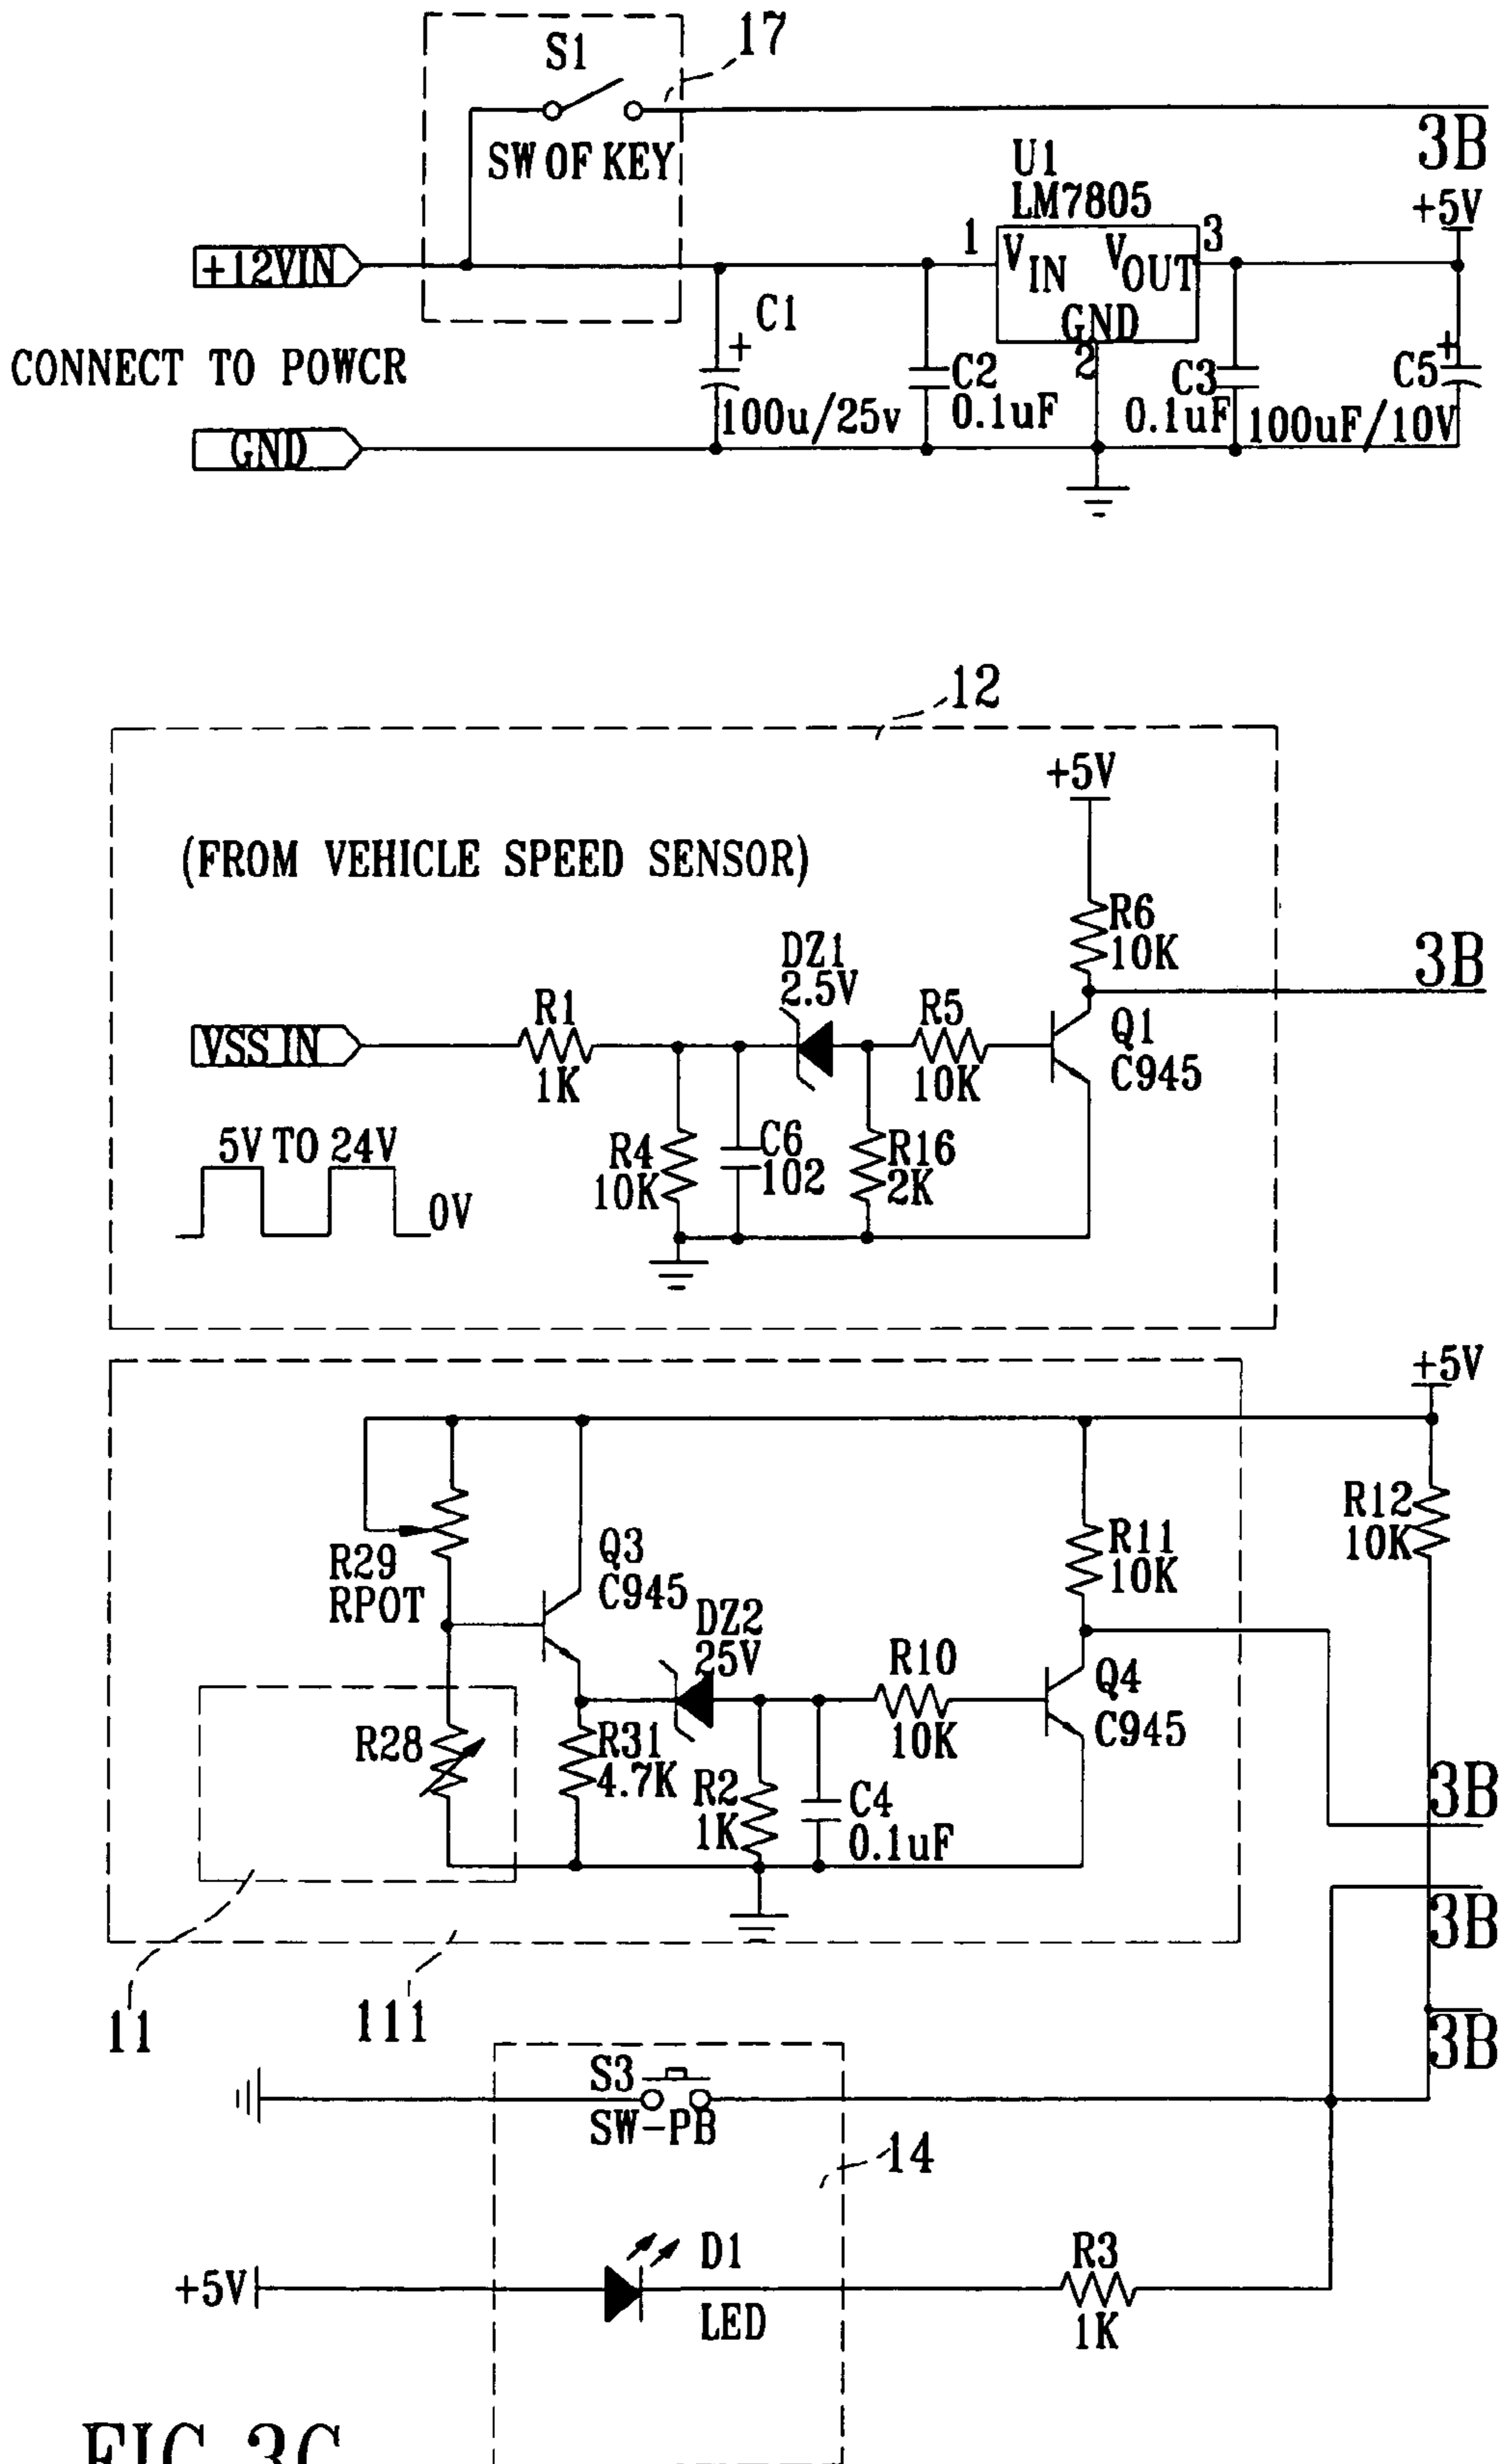 S1
17
SW OF KEY
3B
U1
LM7805
+5V
1
VIN
VOUT
3
+12VIN
GND
2
C1
+
100u/25v
C2
0.1uF
C3
0.1uF
C5
+
100uF/10V
CONNECT TO POWCR
GND
12
+5V
(FROM VEHICLE SPEED SENSOR)
R6
10K
3B
DZ1
2.5V
R1
1K
R5
10K
Q1
C945
VSS IN
5V TO 24V
0V
R4
10K
C6
102
R16
2K
+5V
R12
10K
R29
RPOT
Q3
C945
R11
10K
DZ2
25V
R10
10K
Q4
C945
R28
R31
4.7K
R2
1K
C4
0.1uF
3B
3B
3B
11
111
S3
SW-PB
14
+5V
D1
LED
R3
1K
FIG. 3C